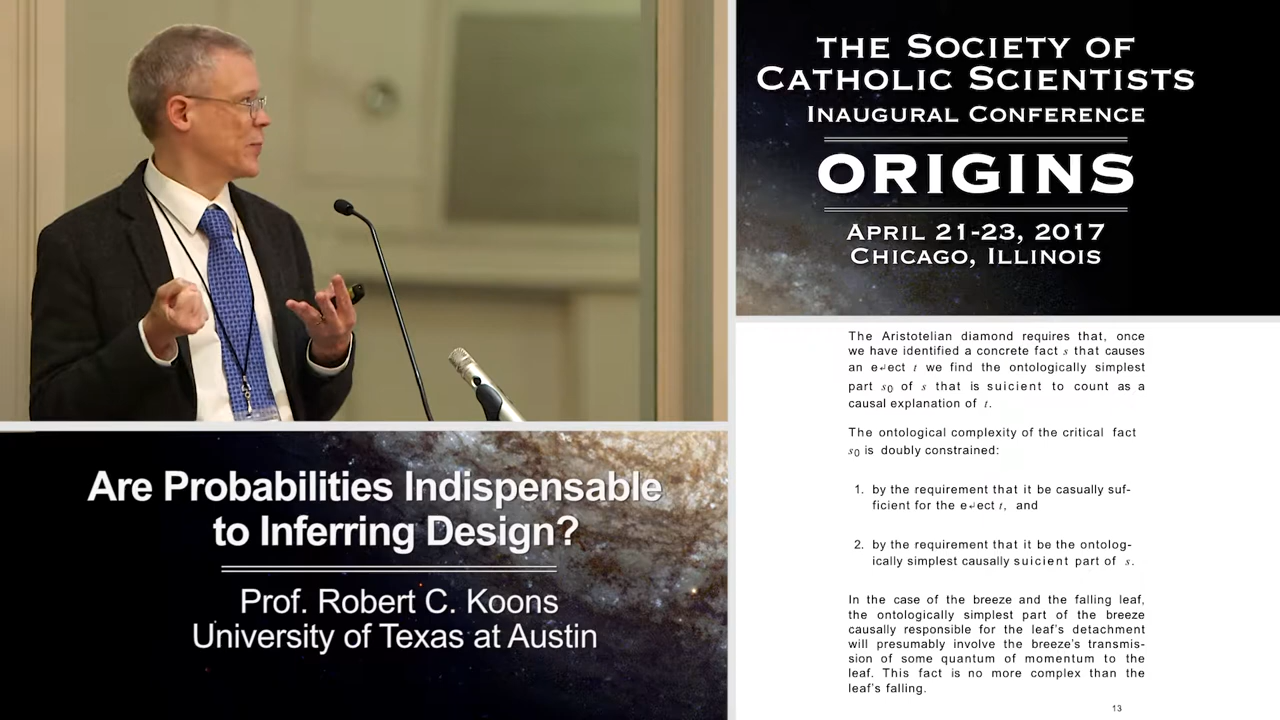 THE SOCIETY OF
CATHOLIC SCIENTISTS
INAUGURAL CONFERENCE
ORIGINS
APRIL 21-23, 2017
CHICAGO, ILLINOIS
Are Probabilities Indispensable
to Inferring Design?
Prof. Robert C. Koons
University of Texas at Austin
The Aristotelian diamond requires that, once
we have identified a concrete fact s that causes
an e↵ect t we find the ontologically simplest
part s0 of s that is suicient to count as a
causal explanation of t.
The ontological complexity of the critical fact
s0 is doubly constrained:
1. by the requirement that it be casually suf-
ficient for the e↵ect t, and
2. by the requirement that it be the ontolog-
ically simplest causally suicient part of s.
In the case of the breeze and the falling leaf,
the ontologically simplest part of the breeze
causally responsible for the leaf's detachment
will presumably involve the breeze's transmis-
sion of some quantum of momentum to the
leaf. This fact is no more complex than the
leaf's falling.
13